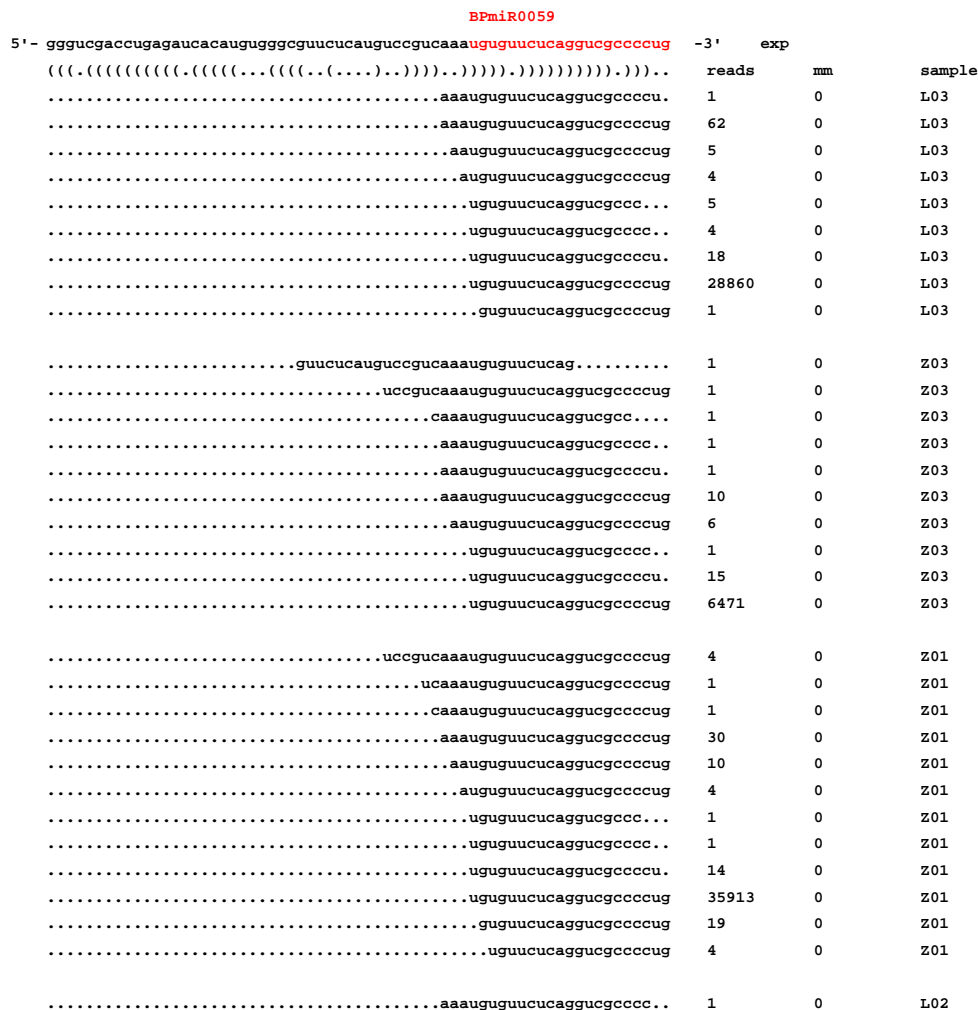 BPmiR0059
5'- gggucgaccugagaucacaugugggcguucucauguccgucaaauguguucucaggucgccccug -3' exp
(((.((((((((((.(((((...((((..(....)..))))..))))).)))))))))).))).. reads mm sample
.........................................aaauguguucucaggucgccccu. 1 0 L03
.........................................aaauguguucucaggucgccccug 62 0 L03
..........................................aauguguucucaggucgccccug 5 0 L03
...........................................auguguucucaggucgccccug 4 0 L03
............................................uguguucucaggucgccc... 5 0 L03
............................................uguguucucaggucgcccc.. 4 0 L03
............................................uguguucucaggucgccccu. 18 0 L03
............................................uguguucucaggucgccccug 28860 0 L03
.............................................guguucucaggucgccccug 1 0 L03
..........................guucucauguccgucaaauguguucucag.......... 1 0 Z03
...................................uccgucaaauguguucucaggucgccccug 1 0 Z03
........................................caaauguguucucaggucgcc.... 1 0 Z03
.........................................aaauguguucucaggucgcccc.. 1 0 Z03
.........................................aaauguguucucaggucgccccu. 1 0 Z03
.........................................aaauguguucucaggucgccccug 10 0 Z03
..........................................aauguguucucaggucgccccug 6 0 Z03
............................................uguguucucaggucgcccc.. 1 0 Z03
............................................uguguucucaggucgccccu. 15 0 Z03
............................................uguguucucaggucgccccug 6471 0 Z03
...................................uccgucaaauguguucucaggucgccccug 4 0 Z01
.......................................ucaaauguguucucaggucgccccug 1 0 Z01
........................................caaauguguucucaggucgccccug 1 0 Z01
.........................................aaauguguucucaggucgccccug 30 0 Z01
..........................................aauguguucucaggucgccccug 10 0 Z01
...........................................auguguucucaggucgccccug 4 0 Z01
............................................uguguucucaggucgccc... 1 0 Z01
............................................uguguucucaggucgcccc.. 1 0 Z01
............................................uguguucucaggucgccccu. 14 0 Z01
............................................uguguucucaggucgccccug 35913 0 Z01
.............................................guguucucaggucgccccug 19 0 Z01
..............................................uguucucaggucgccccug 4 0 Z01
.........................................aaauguguucucaggucgcccc.. 1 0 L02